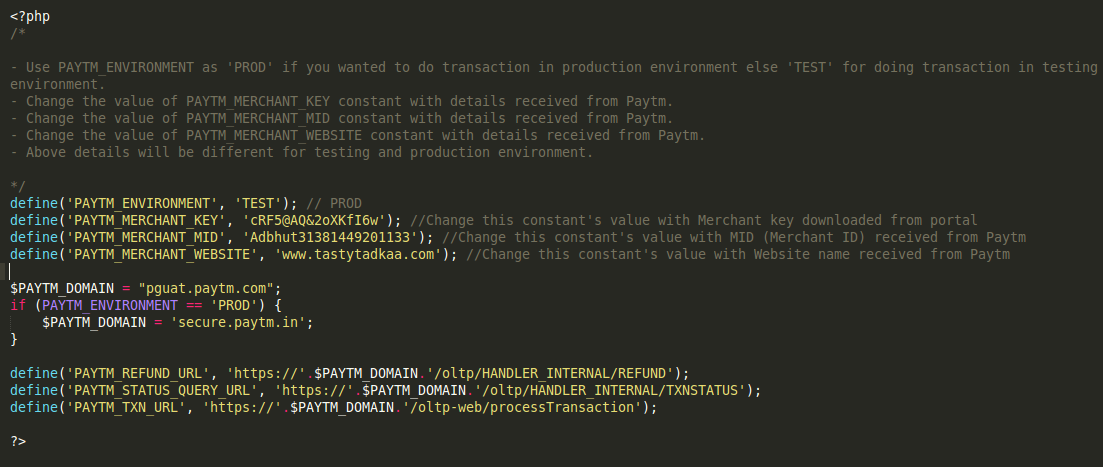 <?php
/*
- Use PAYTM_ENVIRONMENT as 'PROD' if you wanted to do transaction in production environment else 'TEST' for doing transaction in testing
environment.
- Change the value of PAYTM_MERCHANT_KEY constant with details received from Paytm.
- Change the value of PAYTM_MERCHANT_MID constant with details received from Paytm.
- Change the value of PAYTM_MERCHANT_WEBSITE constant with details received from Paytm.
- Above details will be different for testing and production environment.
*/
define('PAYTM_ENVIRONMENT', 'TEST'); // PROD
define('PAYTM_MERCHANT_KEY', 'cRF5@AQ&2oXKfI6w'); //Change this constant's value with Merchant key downloaded from portal
define('PAYTM_MERCHANT_MID', 'Adbhut31381449201133'); //Change this constant's value with MID (Merchant ID) received from Paytm
define('PAYTM_MERCHANT_WEBSITE', 'www.tastytadkaa.com'); //Change this constant's value with Website name received from Paytm
$PAYTM_DOMAIN = "pguat.paytm.com";
if (PAYTM_ENVIRONMENT == 'PROD') {
    $PAYTM_DOMAIN = 'secure.paytm.in';
}
define('PAYTM_REFUND_URL', 'https://'.$PAYTM_DOMAIN.'/oltp/HANDLER_INTERNAL/REFUND');
define('PAYTM_STATUS_QUERY_URL', 'https://'.$PAYTM_DOMAIN.'/oltp/HANDLER_INTERNAL/TXNSTATUS');
define('PAYTM_TXN_URL', 'https://'.$PAYTM_DOMAIN.'/oltp-web/processTransaction');
?>